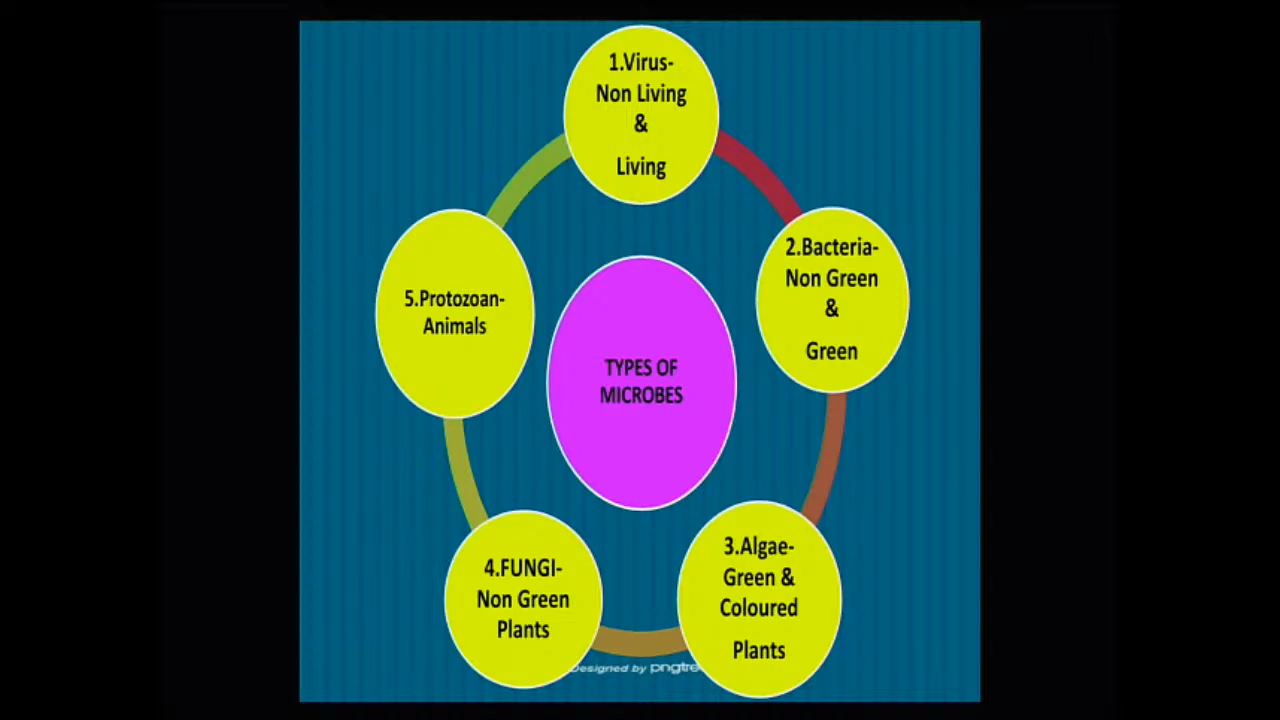 1.Virus-
Non Living
&
Living
2.Bacteria-
Non Green
&
Green
3.Algae-
Green &
Coloured
Plants
4.FUNGI-
Non Green
Plants
5.Protozoan-
Animals
TYPES OF
MICROBES
Designed by pngtre